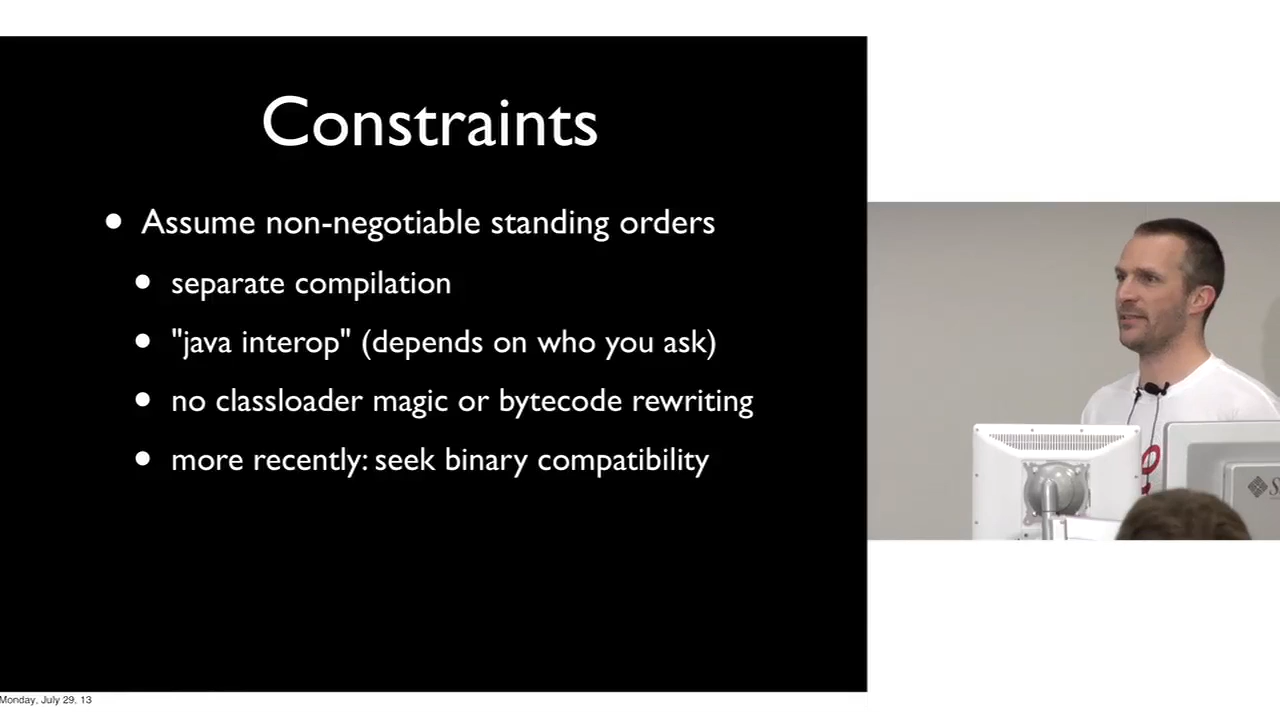 Constraints
• Assume non-negotiable standing orders
• separate compilation
• "java interop" (depends on who you ask)
• no classloader magic or bytecode rewriting
• more recently: seek binary compatibility
Monday, July 29, 13